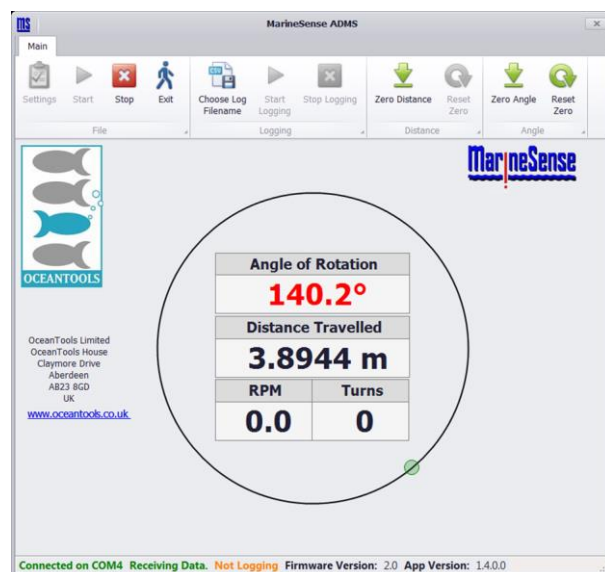 MS
MarineSense ADMS
Main
Settings
Start
Stop
Exit
Choose Log
Filename
Start
Logging
Stop Logging
Zero Distance
Reset
Zero
Zero Angle
Reset
Zero
File
Logging
Distance
Angle
OCEANTOOLS
MarineSense
OceanTools Limited
OceanTools House
Claymore Drive
Aberdeen
AB23 8GD
UK
www.oceantools.co.uk
Angle of Rotation
140.2°
Distance Travelled
3.8944 m
RPM Turns
0.0 0
Connected on COM4 Receiving Data. Not Logging Firmware Version: 2.0 App Version: 1.4.0.0